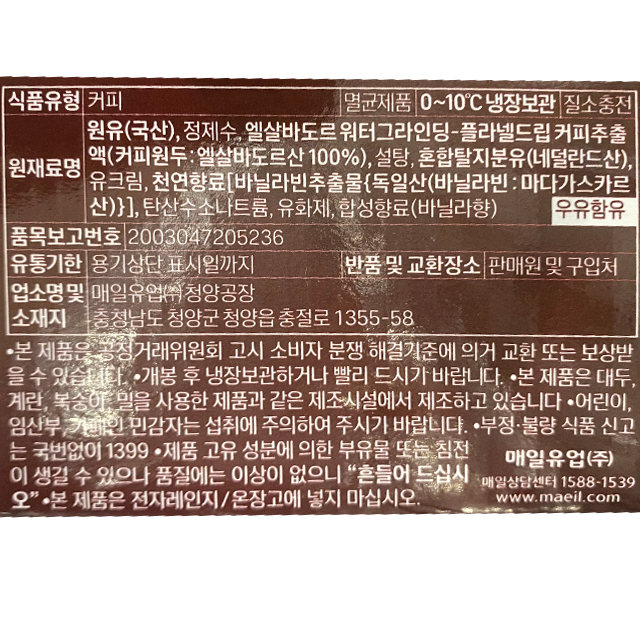 식품유형 커피 멸균제품 0~10℃ 냉장보관 질소충전
원재료명 원유(국산), 정제수, 엘살바도르 워터그라인딩-플라넬드립 커피추출
액(커피원두 : 엘살바도르산 100%), 설탕, 혼합탈지분유(네덜란드산),
유크림, 천연향료[바닐라빈추출물{독일산(바닐라빈 : 마다가스카르
산)}], 탄산수소나트륨, 유화제, 합성향료(바닐라향) 우유함유
품목보고번호 2003047205236
유통기한 용기상단 표시일까지 반품 및 교환장소 판매원 및 구입처
업소명 및 매일유업㈜ 청양공장
소재지 충청남도 청양군 청양읍 충절로 1355-58
•본 제품은 공정거래위원회 고시 소비자 분쟁 해결기준에 의거 교환 또는 보상받
을 수 있습니다. •개봉 후 냉장보관하거나 빨리 드시기 바랍니다. •본 제품은 대두,
계란, 복숭아, 밀을 사용한 제품과 같은 제조시설에서 제조하고 있습니다 •어린이,
임산부, 카페인 민감자는 섭취에 주의하여 주시기 바랍니다. •부정·불량 식품 신고
는 국번없이 1399 •제품 고유 성분에 의한 부유물 또는 침전
이 생길 수 있으나 품질에는 이상이 없으니 “흔들어 드십시
오” •본 제품은 전자레인지/온장고에 넣지 마십시오.
매일유업(주)
매일상담센터 1588-1539
www.maeil.com